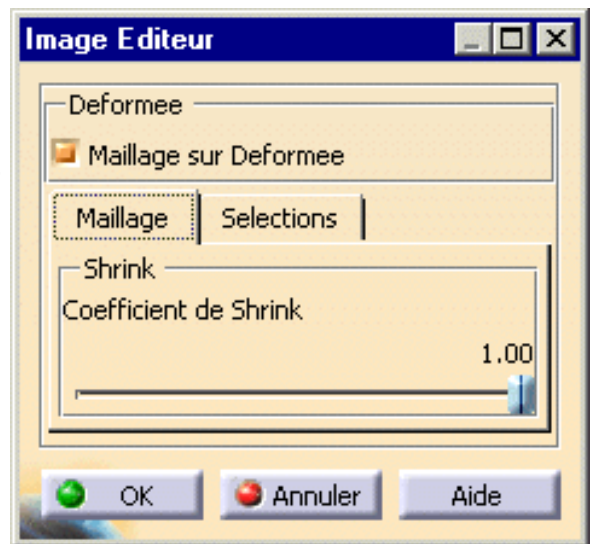 Image Editeur
Deformee
Maillage sur Deformee
Maillage Selections
Shrink
Coefficient de Shrink
1.00
OK Annuler Aide